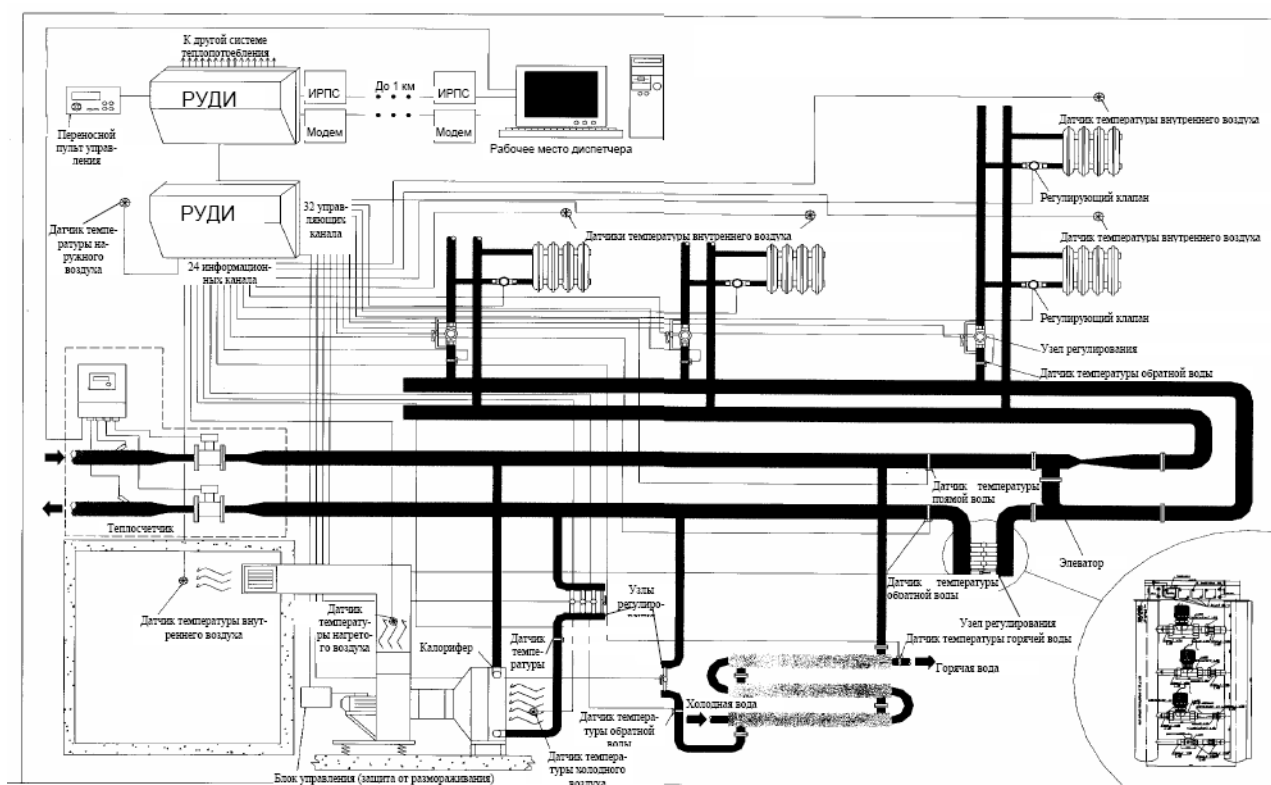 К другой системе
теплопотребления
РУДИ
ИРПС
До 1 км
ИРПС
Модем
Модем
Переносной
пульт управ-
ления
Рабочее место диспетчера
Датчик температуры внутреннего воздуха
Регулирующий клапан
РУДИ
32 управ-
ляющих
канала
Датчик темпе-
ратуры на-
ружного
воздуха
24 информацион-
ных канала
Датчики температуры внутреннего воздуха
Датчик температуры внутреннего воздуха
Регулирующий клапан
Узел регулирования
Датчик температуры обратной воды
Датчик температуры
прямой воды
Теплосчетчик
Элеватор
Датчик температуры
обратной воды
Узел регулирования
Датчик температуры внут-
реннего воздуха
Датчик
температу-
ры нагрето-
го воздуха
Калорифер
Датчик
темпе-
ратуры
Узлы
регулиро-
Датчик температуры горячей воды
Горячая вода
Холодная вода
Датчик темпера-
туры обратной
воды
Датчик темпера-
туры холодного
воздуха
Блок управления (защита от размораживания)